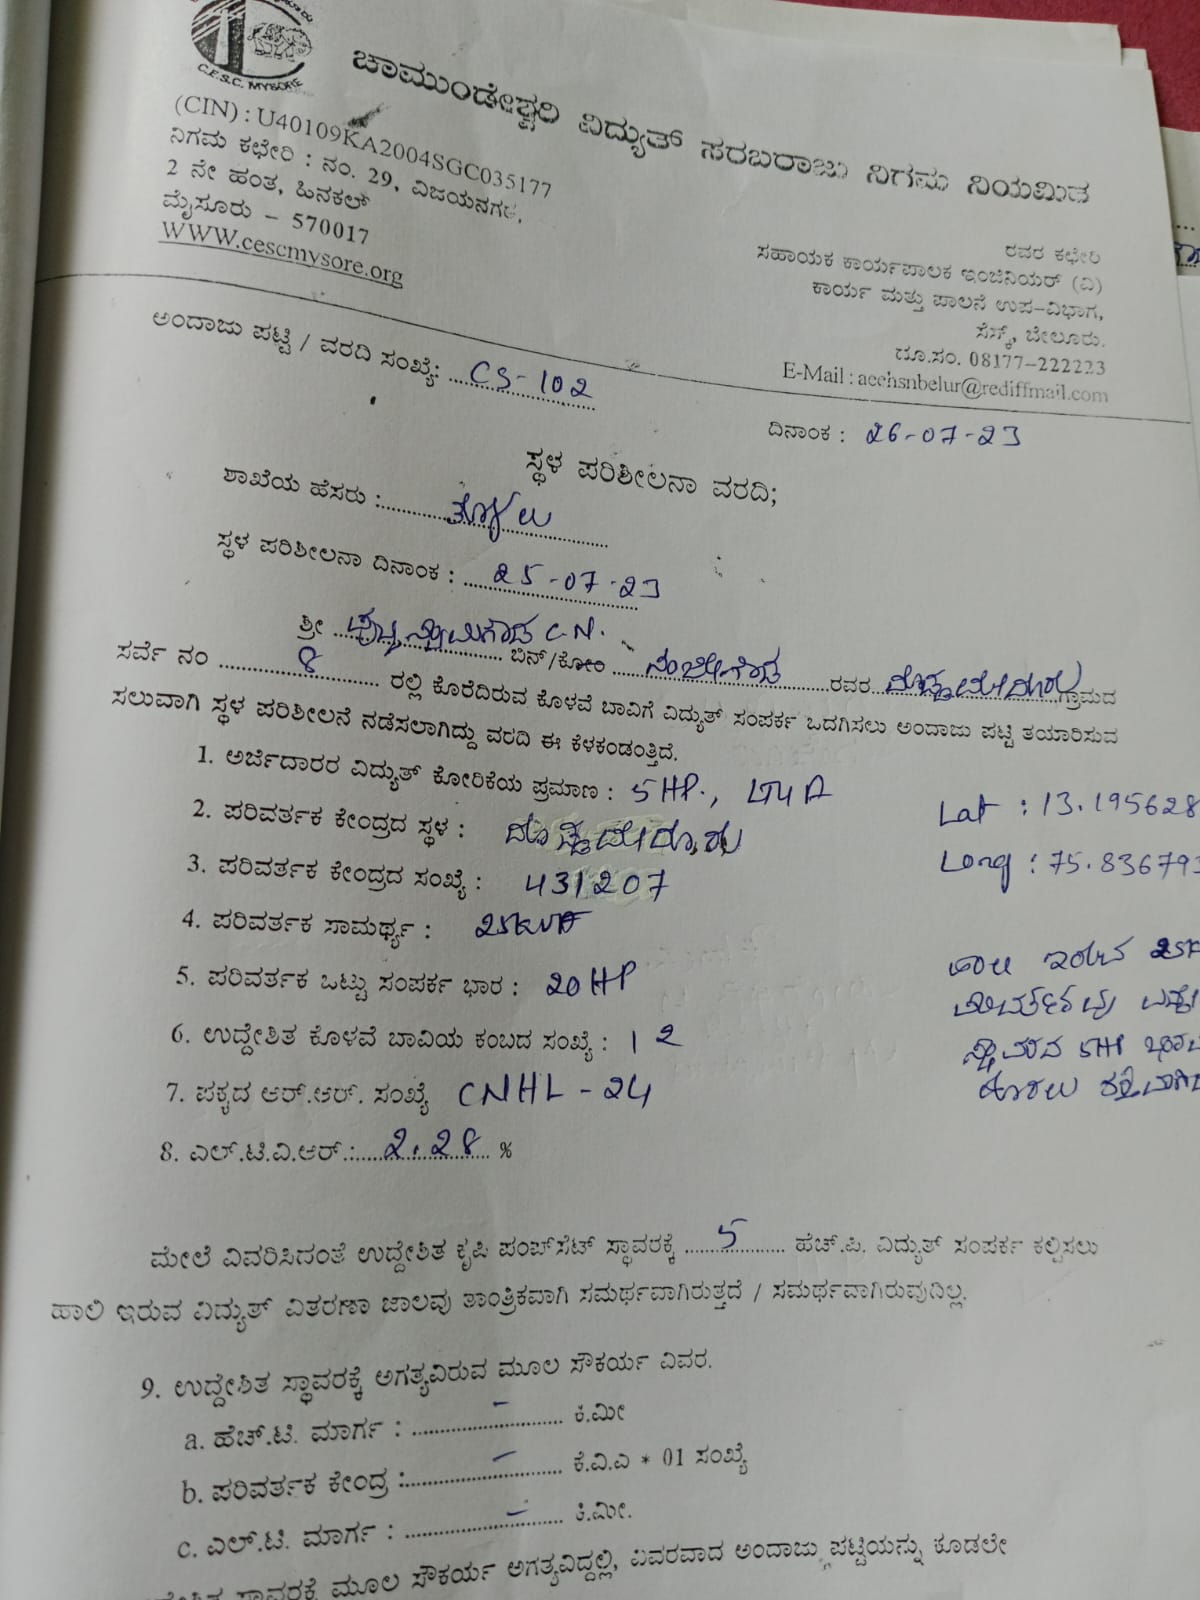 C.E.S.C. MYSORE
ಚಾಮುಂಡೇಶ್ವರಿ ವಿದ್ಯುತ್ ಸರಬರಾಜು ನಿಗಮ ನಿಯಮಿತ
(CIN) : U40109KA2004SGC035177
ನಿಗಮ ಕಛೇರಿ : ನಂ. 29, ವಿಜಯನಗರ,
2 ನೇ ಹಂತ, ಹಿನಕಲ್
ಮೈಸೂರು – 570017
WWW.cescmysore.org
ರವರ ಕಛೇರಿ
ಸಹಾಯಕ ಕಾರ್ಯಪಾಲಕ ಇಂಜಿನಿಯರ್ (ವಿ)
ಕಾರ್ಯ ಮತ್ತು ಪಾಲನೆ ಉಪ-ವಿಭಾಗ,
ಸೆಸ್ಕ್, ಬೇಲೂರು.
ದೂ.ಸಂ. 08177-222223
E-Mail : aeehsnbelur@rediffmail.com
ಅಂದಾಜು ಪಟ್ಟಿ / ವರದಿ ಸಂಖ್ಯೆ: CS-102
ದಿನಾಂಕ : 26-07-23
ಸ್ಥಳ ಪರಿಶೀಲನಾ ವರದಿ;
ಶಾಖೆಯ ಹೆಸರು :
ಸ್ಥಳ ಪರಿಶೀಲನಾ ದಿನಾಂಕ : 25-07-23
ಶ್ರೀ C.N. ಬಿನ್/ಕೋಂ ನಂಜೇಗೌಡ ರವರ ಗ್ರಾಮದ
ಸರ್ವೆ ನಂ 8 ರಲ್ಲಿ ಕೊರೆದಿರುವ ಕೊಳವೆ ಬಾವಿಗೆ ವಿದ್ಯುತ್ ಸಂಪರ್ಕ ಒದಗಿಸಲು ಅಂದಾಜು ಪಟ್ಟಿ ತಯಾರಿಸುವ
ಸಲುವಾಗಿ ಸ್ಥಳ ಪರಿಶೀಲನೆ ನಡೆಸಲಾಗಿದ್ದು ವರದಿ ಈ ಕೆಳಕಂಡಂತ್ತಿದೆ.
1. ಅರ್ಜಿದಾರರ ವಿದ್ಯುತ್ ಕೋರಿಕೆಯ ಪ್ರಮಾಣ : 5HP., LT4A
2. ಪರಿವರ್ತಕ ಕೇಂದ್ರದ ಸ್ಥಳ :
Lat : 13.195628
3. ಪರಿವರ್ತಕ ಕೇಂದ್ರದ ಸಂಖ್ಯೆ : 431207
Long : 75.836793
4. ಪರಿವರ್ತಕ ಸಾಮರ್ಥ್ಯ : 25KVA
5. ಪರಿವರ್ತಕ ಒಟ್ಟು ಸಂಪರ್ಕ ಭಾರ : 20HP
ಹಾಲಿ ಇರುವ 25K
6. ಉದ್ದೇಶಿತ ಕೊಳವೆ ಬಾವಿಯ ಕಂಬದ ಸಂಖ್ಯೆ : 12
5HP
7. ಪಕ್ಕದ ಆರ್.ಆರ್. ಸಂಖ್ಯೆ CNHL - 24
8. ಎಲ್.ಟಿ.ವಿ.ಆರ್.: 2.28 %
ಮೇಲೆ ವಿವರಿಸಿದಂತೆ ಉದ್ದೇಶಿತ ಕೃಷಿ ಪಂಪ್‌ಸೆಟ್ ಸ್ಥಾವರಕ್ಕೆ 5 ಹೆಚ್.ಪಿ. ವಿದ್ಯುತ್ ಸಂಪರ್ಕ ಕಲ್ಪಿಸಲು
ಹಾಲಿ ಇರುವ ವಿದ್ಯುತ್ ವಿತರಣಾ ಜಾಲವು ತಾಂತ್ರಿಕವಾಗಿ ಸಮರ್ಥವಾಗಿರುತ್ತದೆ / ಸಮರ್ಥವಾಗಿರುವುದಿಲ್ಲ.
9. ಉದ್ದೇಶಿತ ಸ್ಥಾವರಕ್ಕೆ ಅಗತ್ಯವಿರುವ ಮೂಲ ಸೌಕರ್ಯ ವಿವರ.
a. ಹೆಚ್.ಟಿ. ಮಾರ್ಗ : - ಕಿ.ಮೀ
b. ಪರಿವರ್ತಕ ಕೇಂದ್ರ : - ಕೆ.ವಿ.ಎ * 01 ಸಂಖ್ಯೆ
c. ಎಲ್.ಟಿ. ಮಾರ್ಗ : - ಕಿ.ಮೀ.
ಸ್ಥಾವರಕ್ಕೆ ಮೂಲ ಸೌಕರ್ಯ ಅಗತ್ಯವಿದ್ದಲ್ಲಿ, ವಿವರವಾದ ಅಂದಾಜು ಪಟ್ಟಿಯನ್ನು ಕೂಡಲೇ